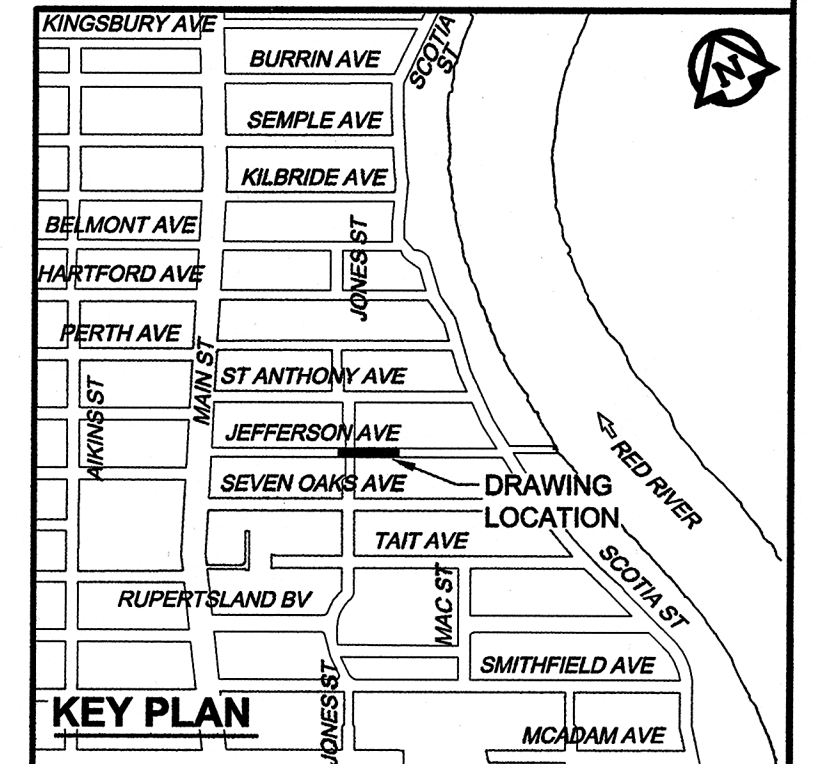 KINGSBURY AVE
BURRIN AVE
SCOTIA ST
N
SEMPLE AVE
KILBRIDE AVE
BELMONT AVE
JONES ST
HARTFORD AVE
PERTH AVE
MAIN ST
ST ANTHONY AVE
AIKINS ST
JEFFERSON AVE
RED RIVER
SEVEN OAKS AVE
DRAWING
LOCATION
TAIT AVE
SCOTIA ST
MAC ST
RUPERTSLAND BV
SMITHFIELD AVE
JONES ST
KEY PLAN
MCADAM AVE